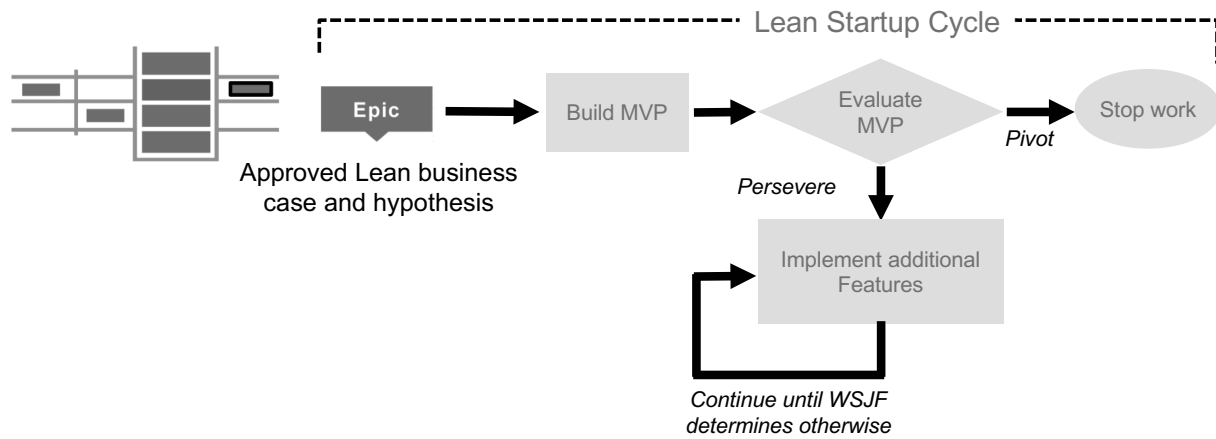 Lean Startup Cycle
Epic
Build MVP
Evaluate
MVP
Stop work
Pivot
Approved Lean business
case and hypothesis
Persevere
Implement additional
Features
Continue until WSJF
determines otherwise